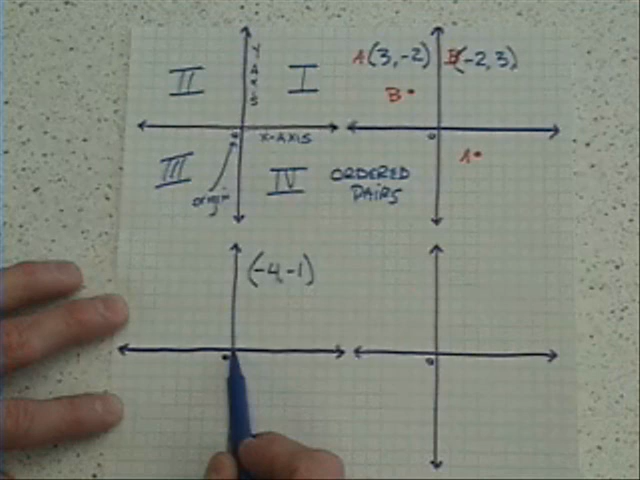 II
I
Y AXIS
X-AXIS
o
III
IV
origin
A(3,-2)
B(-2,3)
B
o
A
ORDERED
PAIRS
(-4,-1)
o
o